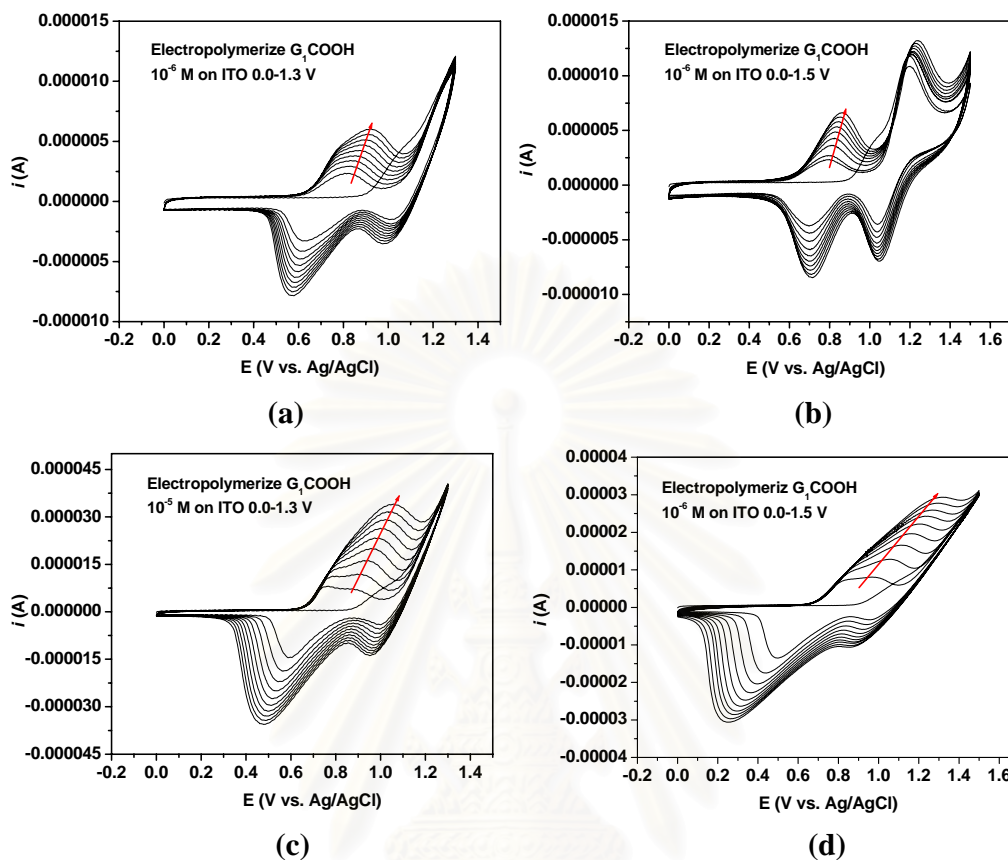 0.000015
0.000010
0.000005
0.000000
-0.000005
-0.000010
i (A)
Electropolymerize G1COOH
10-6 M on ITO 0.0-1.3 V
-0.2 0.0 0.2 0.4 0.6 0.8 1.0 1.2 1.4
E (V vs. Ag/AgCl)
(a)
0.000015
0.000010
0.000005
0.000000
-0.000005
-0.000010
i (A)
Electropolymerize G1COOH
10-6 M on ITO 0.0-1.5 V
-0.2 0.0 0.2 0.4 0.6 0.8 1.0 1.2 1.4 1.6
E (V vs. Ag/AgCl)
(b)
0.000045
0.000030
0.000015
0.000000
-0.000015
-0.000030
-0.000045
i (A)
Electropolymerize G1COOH
10-5 M on ITO 0.0-1.3 V
-0.2 0.0 0.2 0.4 0.6 0.8 1.0 1.2 1.4
E (V vs. Ag/AgCl)
(c)
0.00004
0.00003
0.00002
0.00001
0.00000
-0.00001
-0.00002
-0.00003
-0.00004
i (A)
Electropolymeriz G1COOH
10-6 M on ITO 0.0-1.5 V
-0.2 0.0 0.2 0.4 0.6 0.8 1.0 1.2 1.4 1.6
E (V vs. Ag/AgCl)
(d)